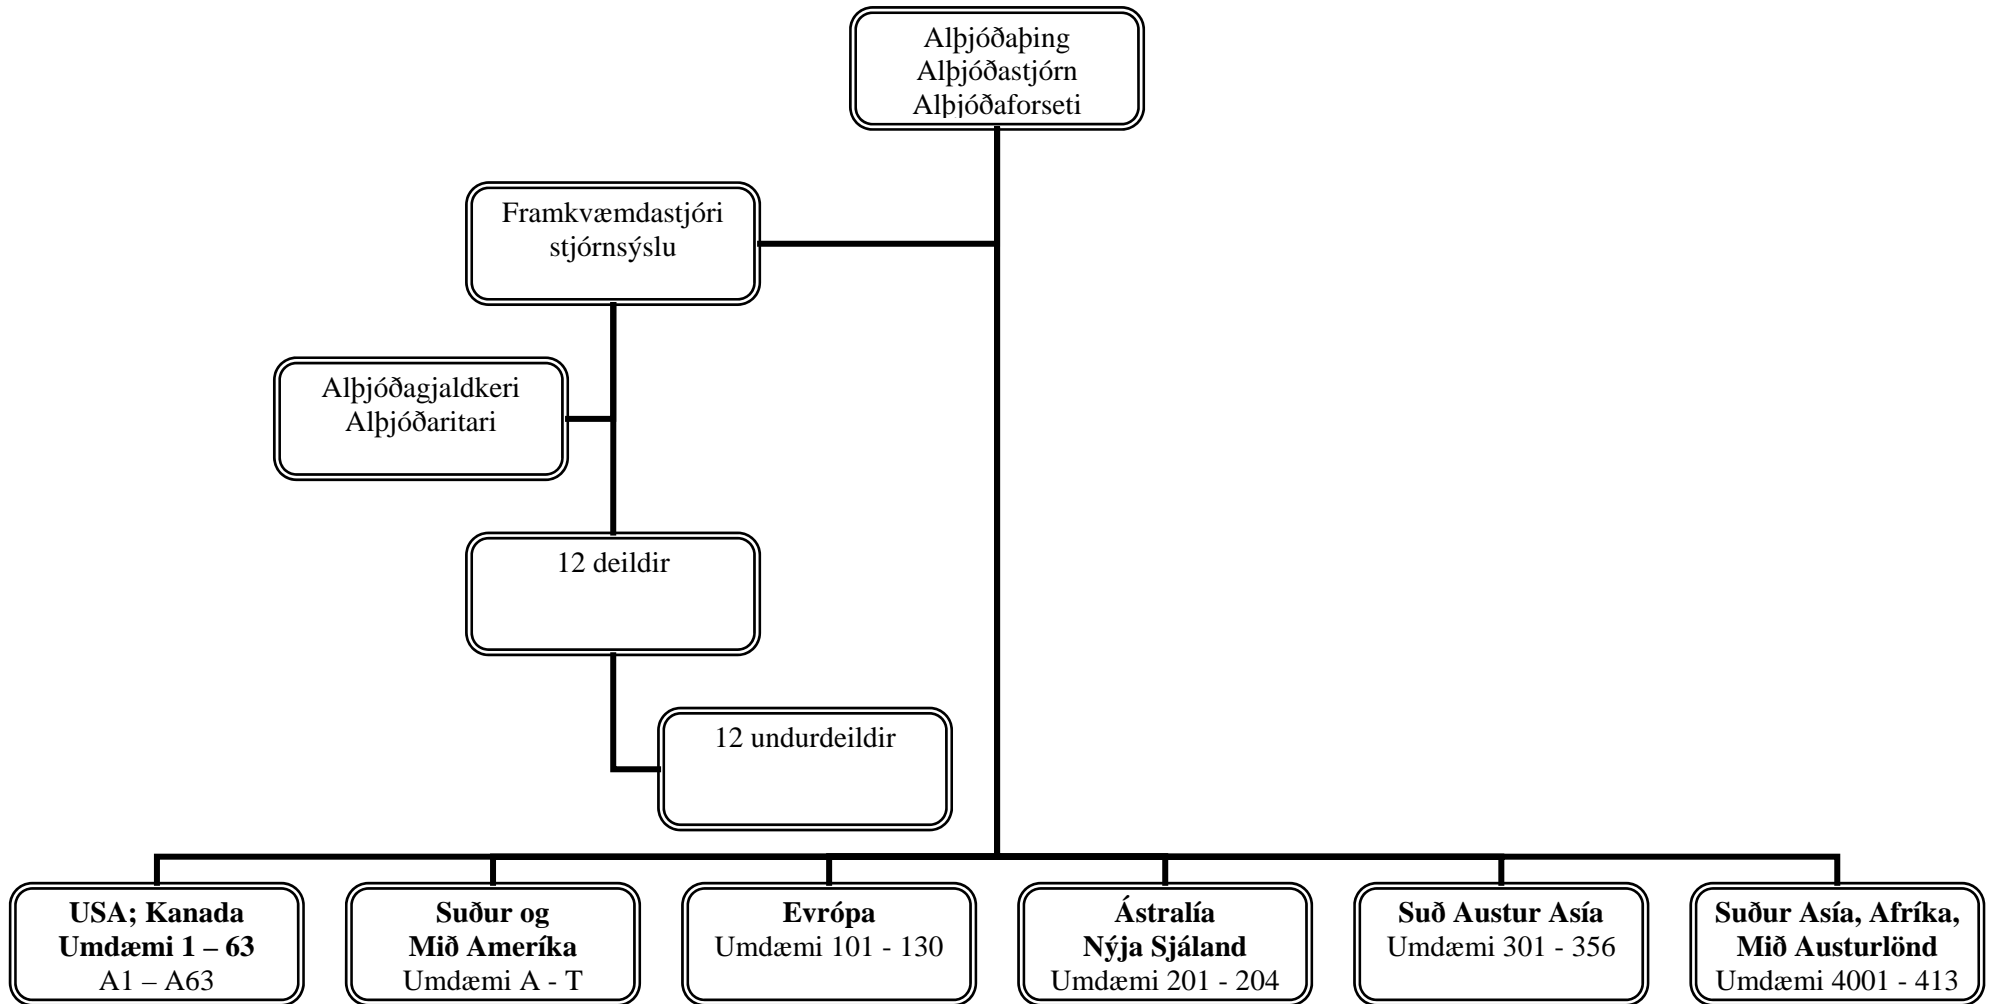 Alþjóðaþing
Alþjóðastjórn
Alþjóðaforseti
Framkvæmdastjóri
stjórnsýslu
Alþjóðagjaldkeri
Alþjóðaritari
12 deildir
12 undurdeildir
USA; Kanada
Umdæmi 1 – 63
A1 – A63
Suður og
Mið Ameríka
Umdæmi A - T
Evrópa
Umdæmi 101 - 130
Ástralía
Nýja Sjáland
Umdæmi 201 - 204
Suð Austur Asía
Umdæmi 301 - 356
Suður Asía, Afríka,
Mið Austurlönd
Umdæmi 4001 - 413